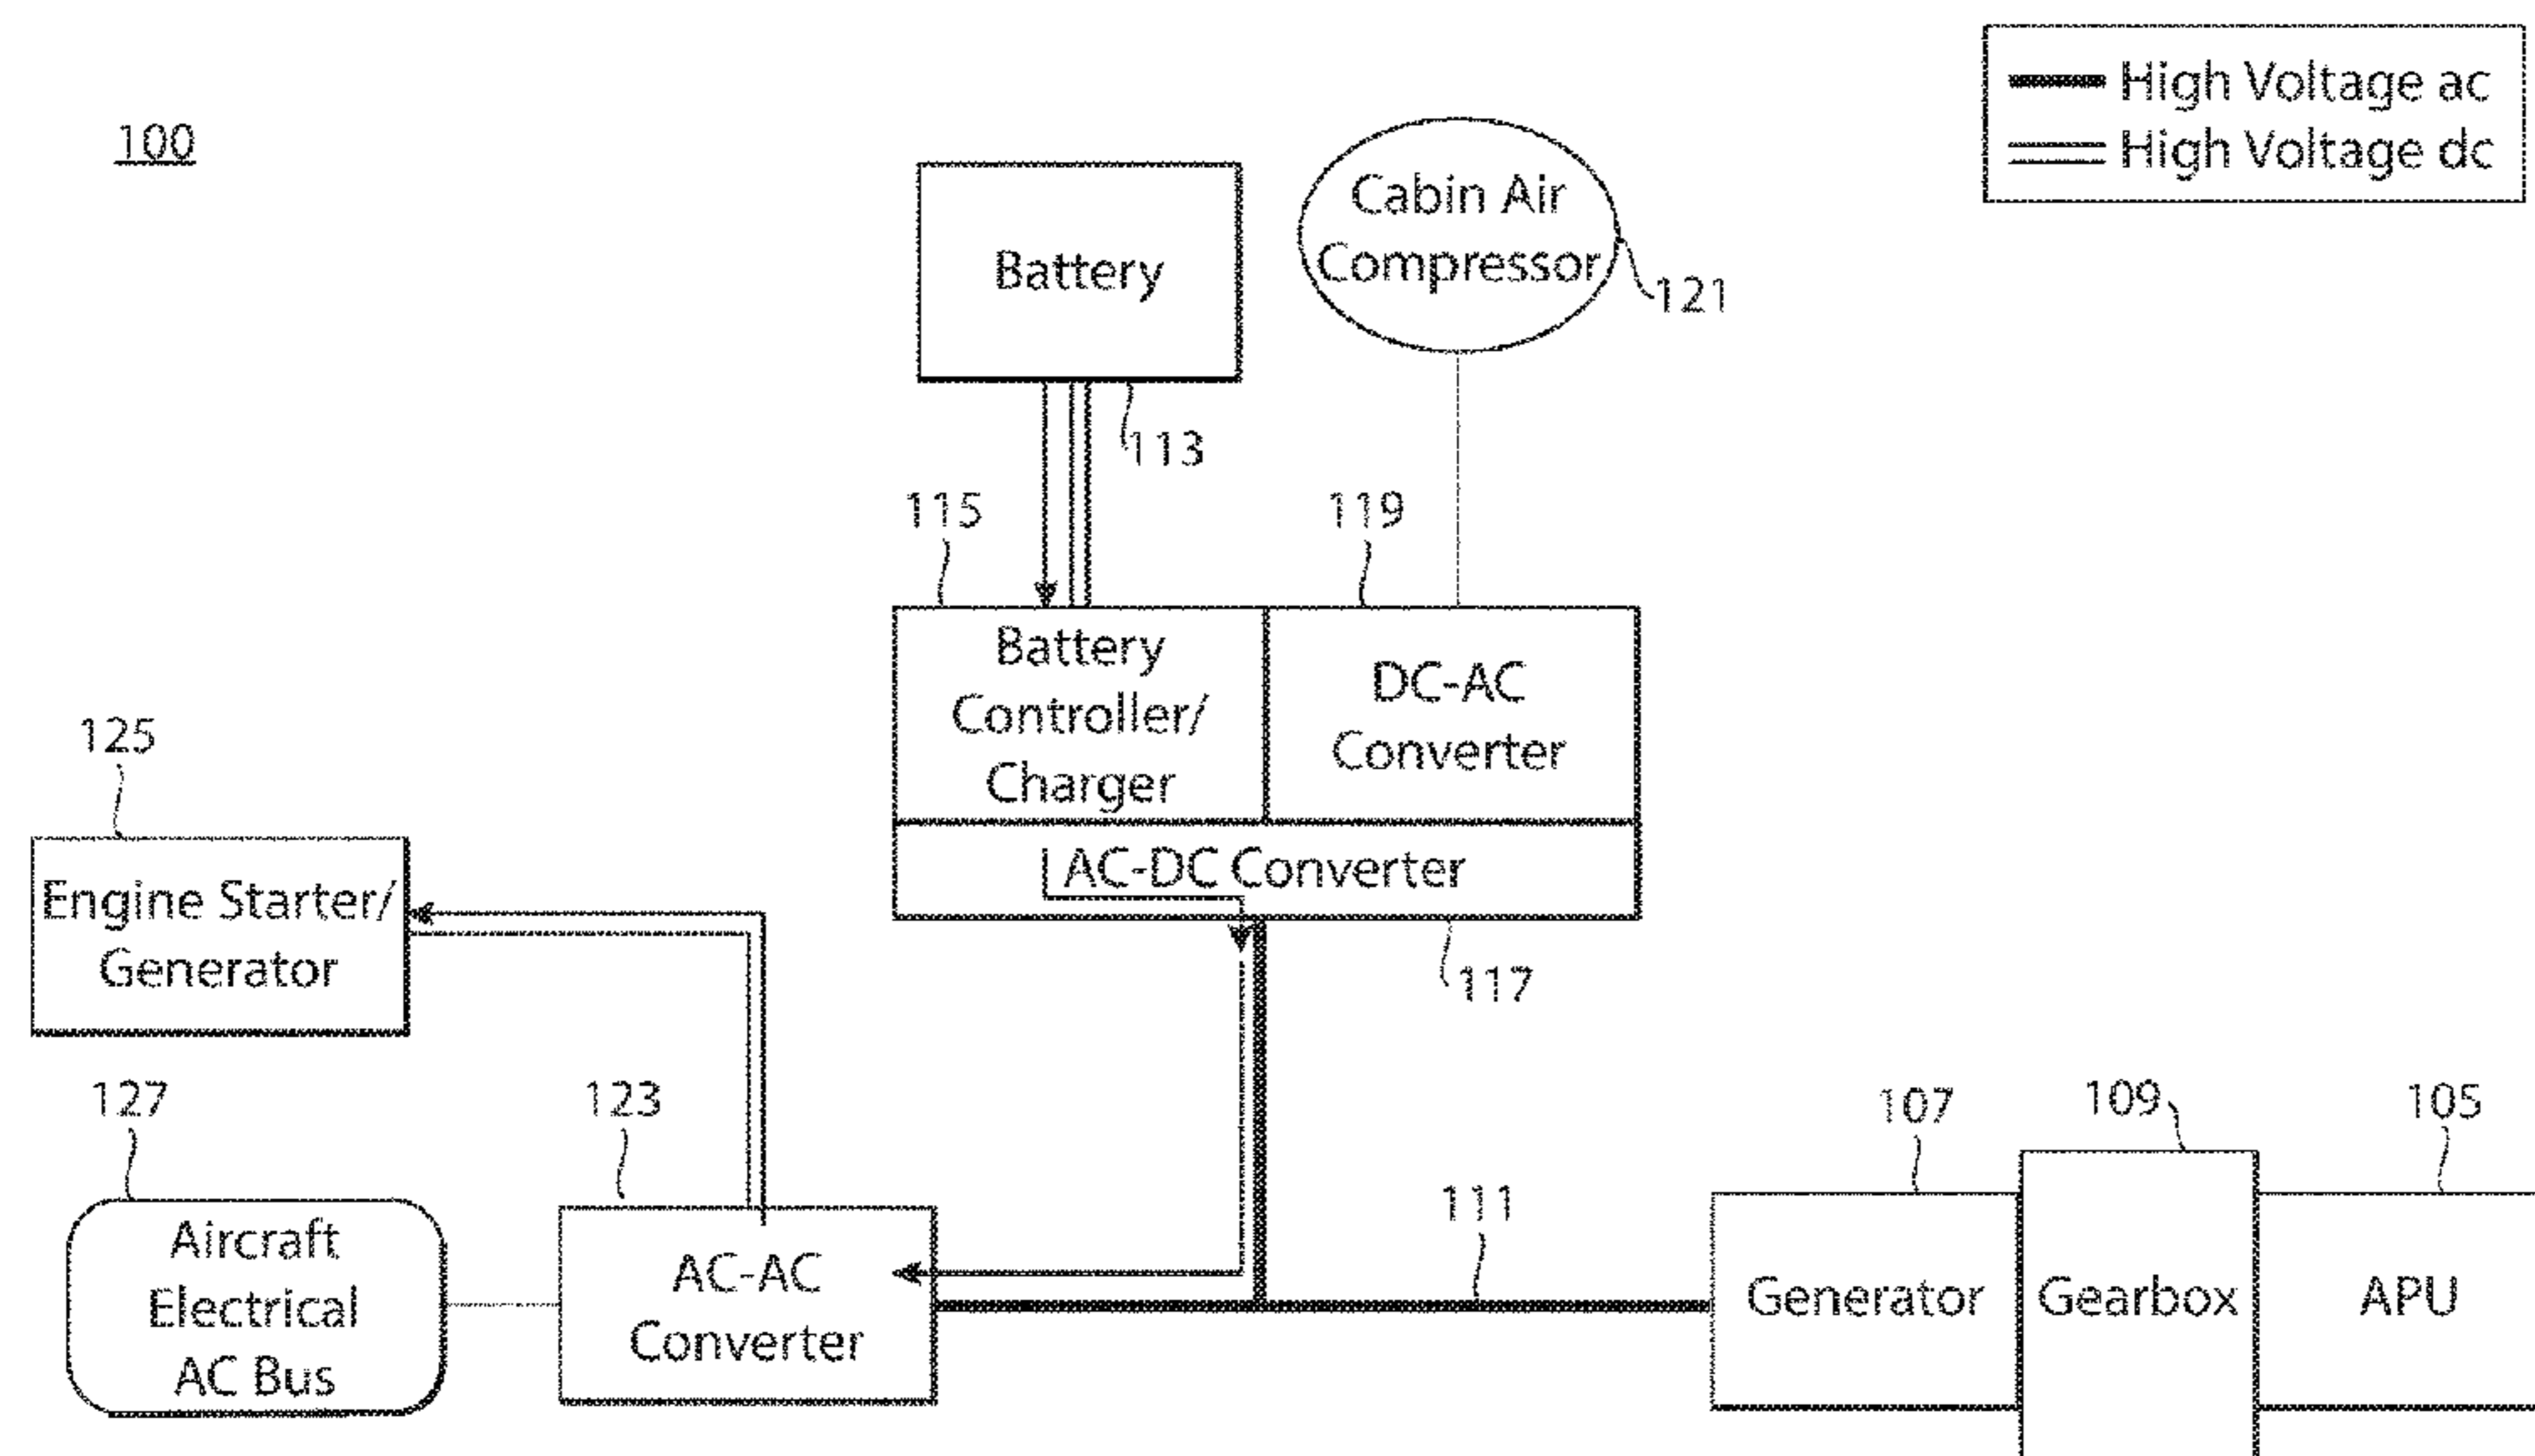 High Voltage ac
High Voltage dc
100
Battery
Cabin Air
Compressor
121
113
115
119
Battery
Controller/
Charger
DC-AC
Converter
125
AC-DC Converter
Engine Starter/
Generator
117
127
123
107
109
105
111
Aircraft
Electrical
AC Bus
AC-AC
Converter
Generator
Gearbox
APU